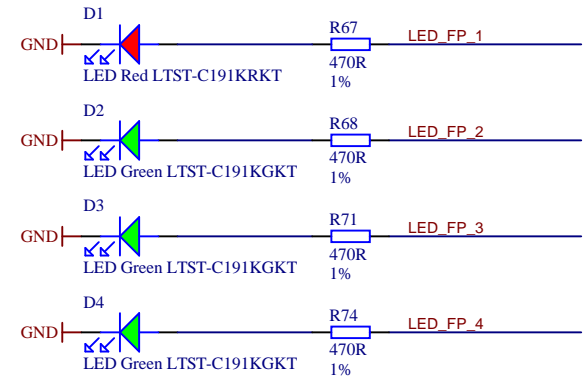 D1
R67
LED_FP_1
GND
470R
LED Red LTST-C191KRKT
1%
D2
R68
LED_FP_2
GND
470R
LED Green LTST-C191KGKT
1%
D3
R71
LED_FP_3
GND
470R
LED Green LTST-C191KGKT
1%
D4
R74
LED_FP_4
GND
470R
LED Green LTST-C191KGKT
1%